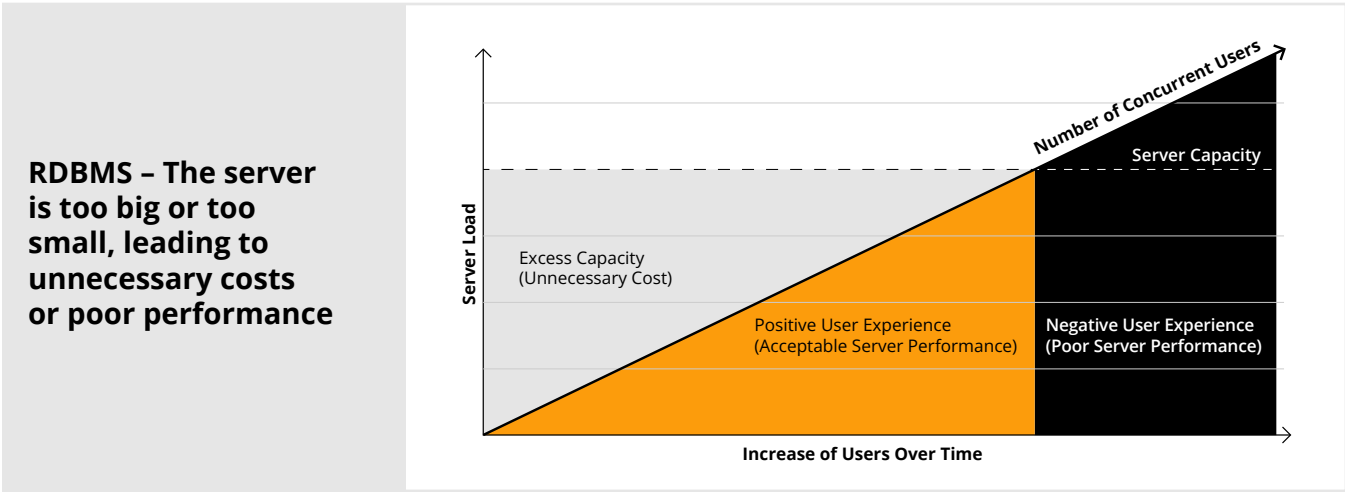 RDBMS – The server
is too big or too
small, leading to
unnecessary costs
or poor performance
Number of Concurrent Users
Server Capacity
Server Load
Excess Capacity
(Unnecessary Cost)
Positive User Experience
(Acceptable Server Performance)
Negative User Experience
(Poor Server Performance)
Increase of Users Over Time